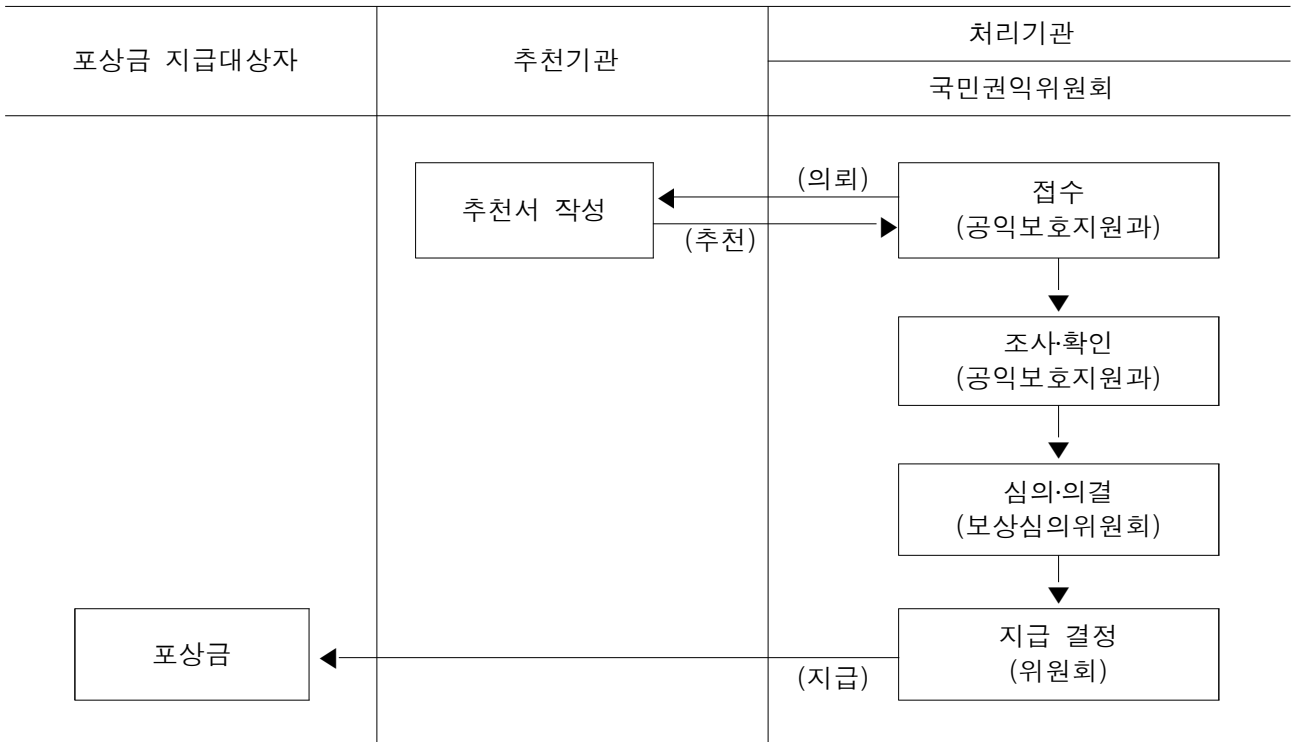 포상금 지급대상자
추천기관
처리기관
국민권익위원회
추천서 작성
(의뢰)
(추천)
접수
(공익보호지원과)
조사·확인
(공익보호지원과)
심의·의결
(보상심의위원회)
포상금
(지급)
지급 결정
(위원회)